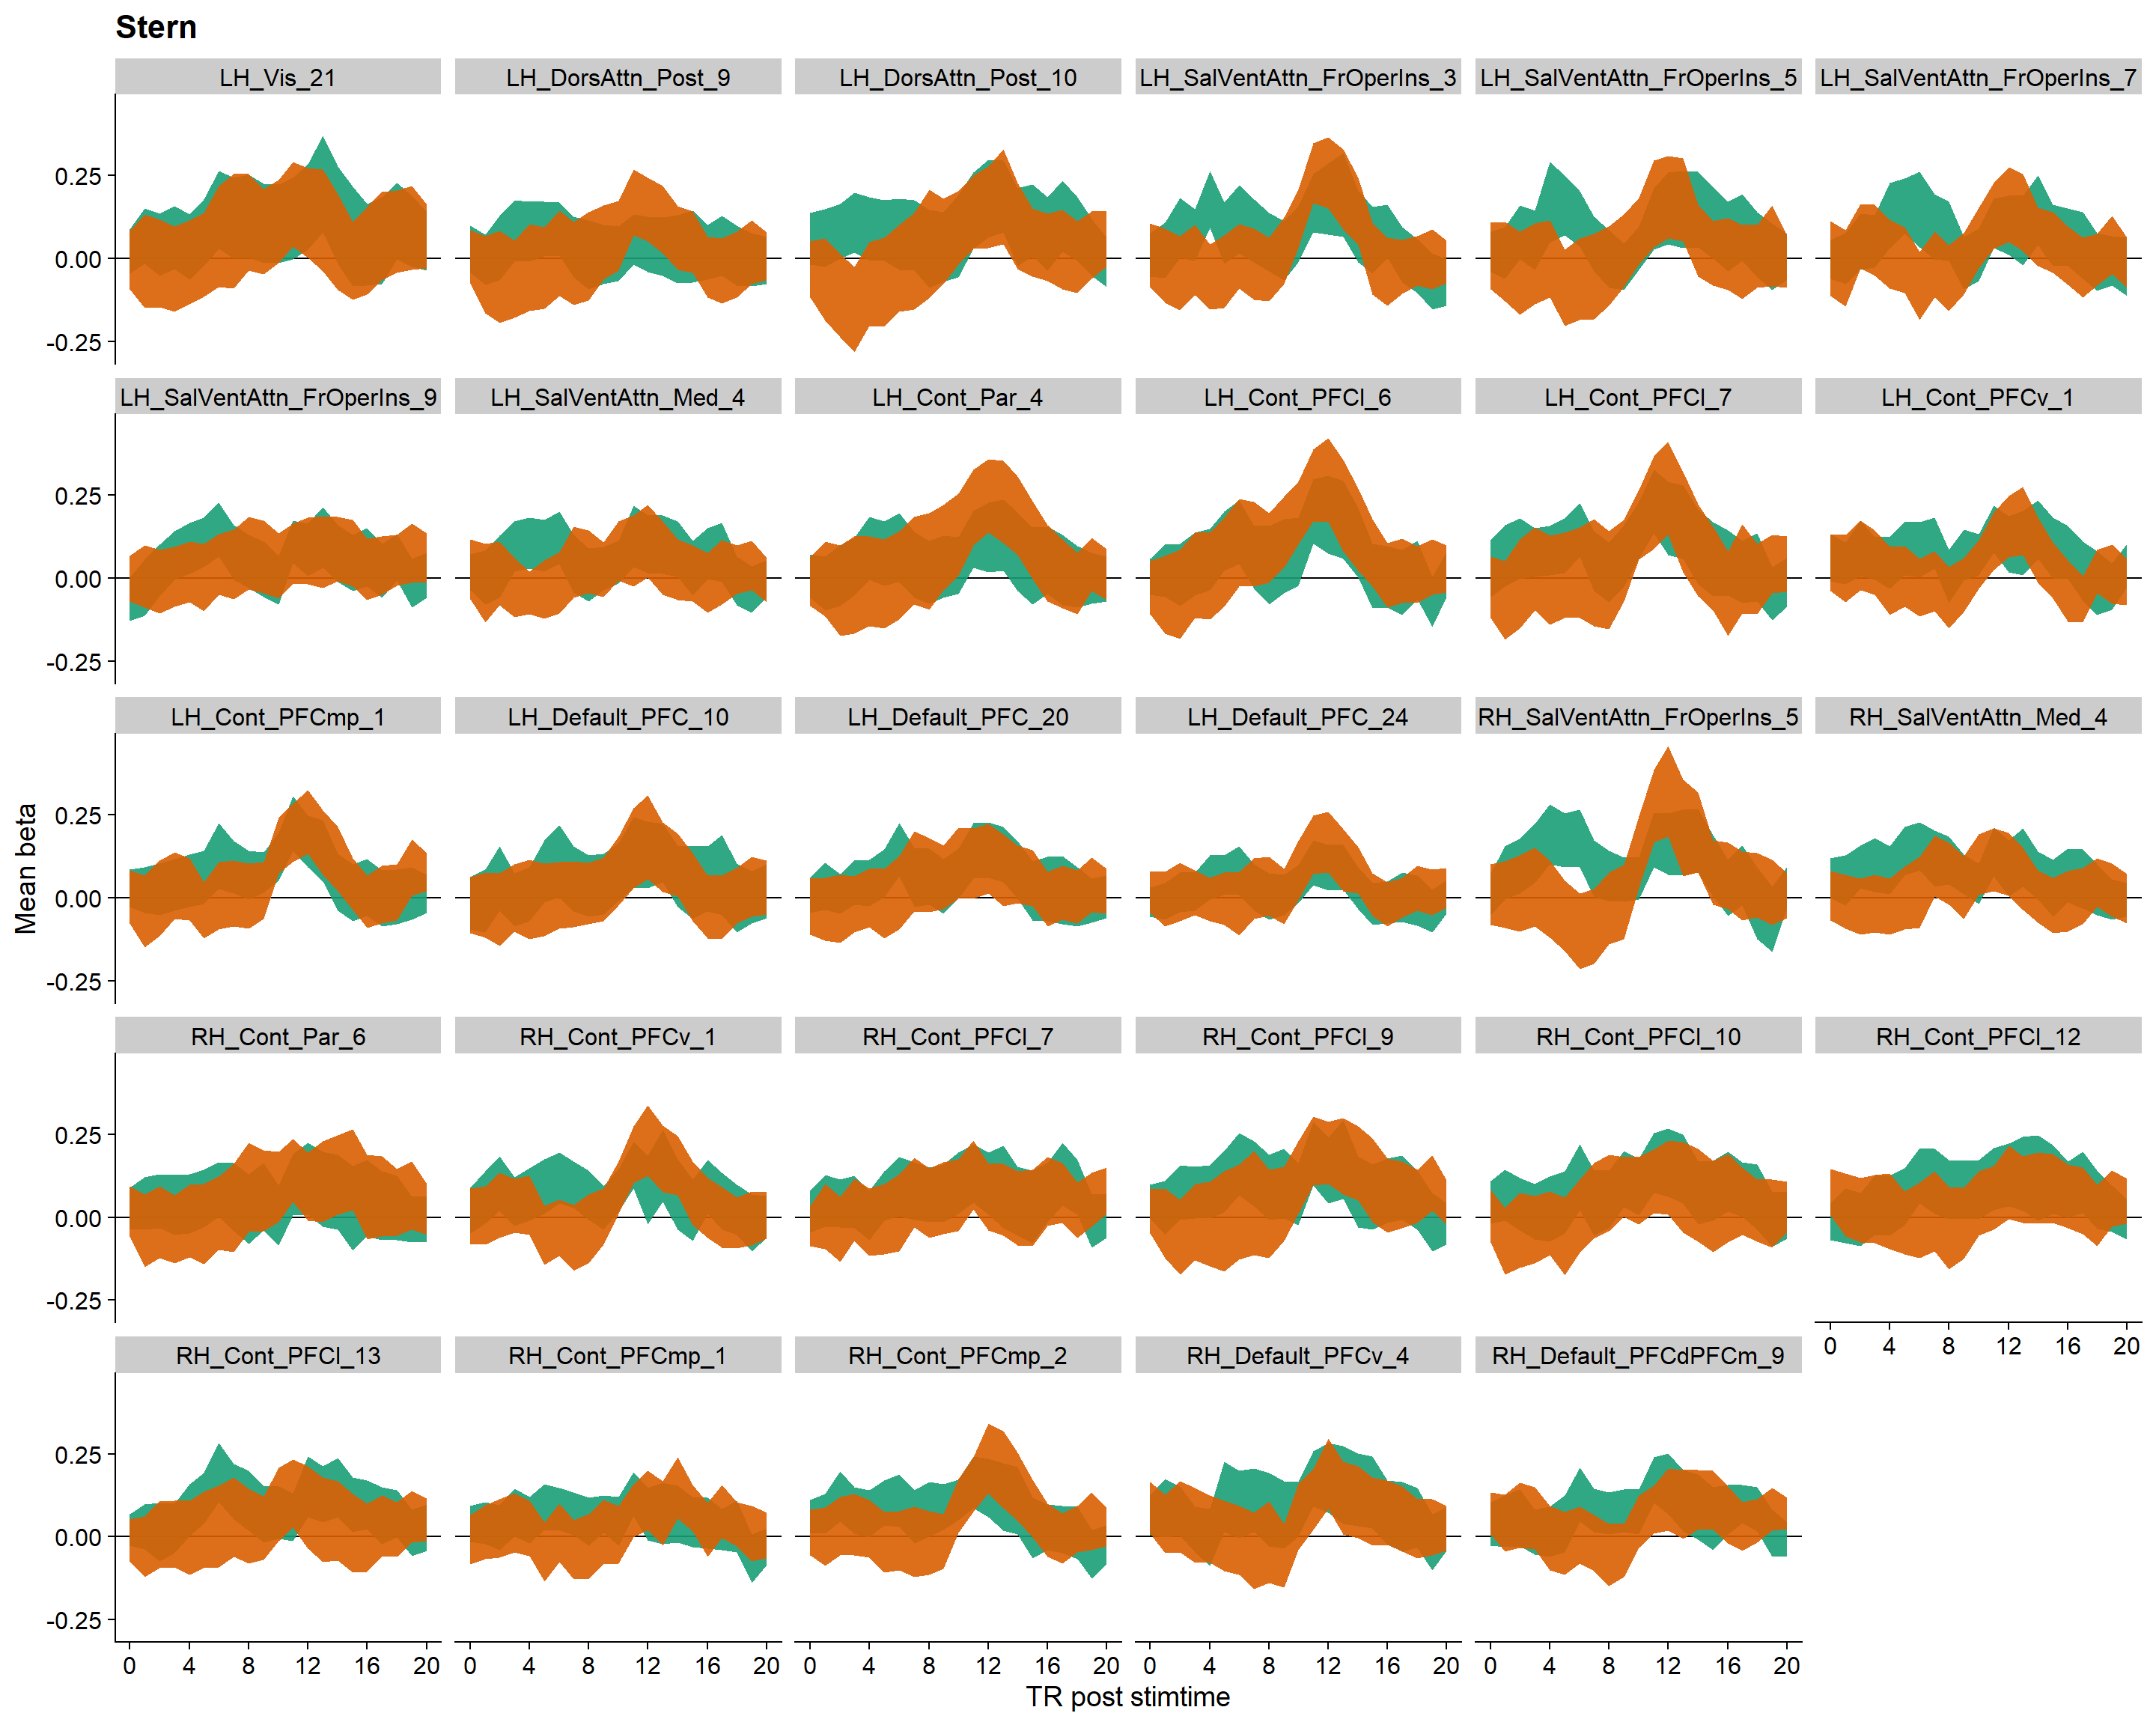 Stern
LH_Vis_21 LH_DorsAttn_Post_9 LH_DorsAttn_Post_10 LH_SalVentAttn_FrOperIns_3 LH_SalVentAttn_FrOperIns_5 LH_SalVentAttn_FrOperIns_7
0.25
0.00
-0.25
LH_SalVentAttn_FrOperIns_9 LH_SalVentAttn_Med_4 LH_Cont_Par_4 LH_Cont_PFCl_6 LH_Cont_PFCl_7 LH_Cont_PFCv_1
0.25
0.00
-0.25
LH_Cont_PFCmp_1 LH_Default_PFC_10 LH_Default_PFC_20 LH_Default_PFC_24 RH_SalVentAttn_FrOperIns_5 RH_SalVentAttn_Med_4
Mean beta
0.25
0.00
-0.25
RH_Cont_Par_6 RH_Cont_PFCv_1 RH_Cont_PFCl_7 RH_Cont_PFCl_9 RH_Cont_PFCl_10 RH_Cont_PFCl_12
0.25
0.00
-0.25
0 4 8 12 16 20
RH_Cont_PFCl_13 RH_Cont_PFCmp_1 RH_Cont_PFCmp_2 RH_Default_PFCv_4 RH_Default_PFCdPFCm_9
0.25
0.00
-0.25
0 4 8 12 16 20 0 4 8 12 16 20 0 4 8 12 16 20 0 4 8 12 16 20 0 4 8 12 16 20
TR post stimtime